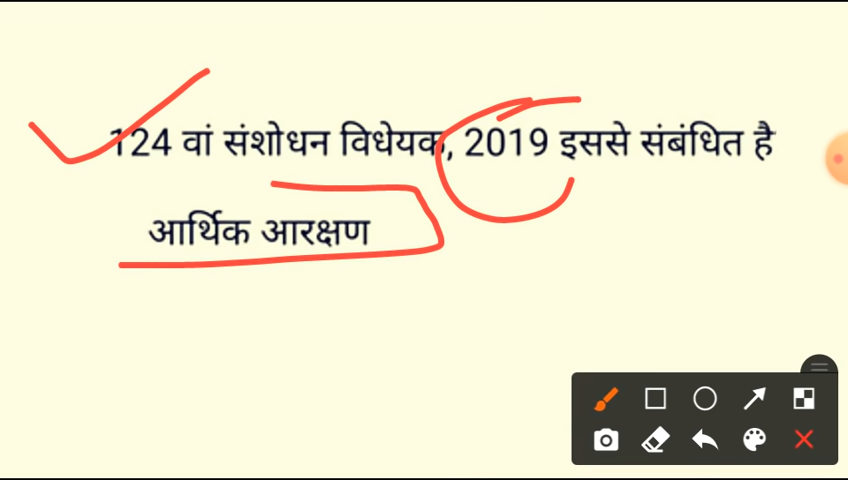 124 वां संशोधन विधेयक, 2019 इससे संबंधित है
आर्थिक आरक्षण